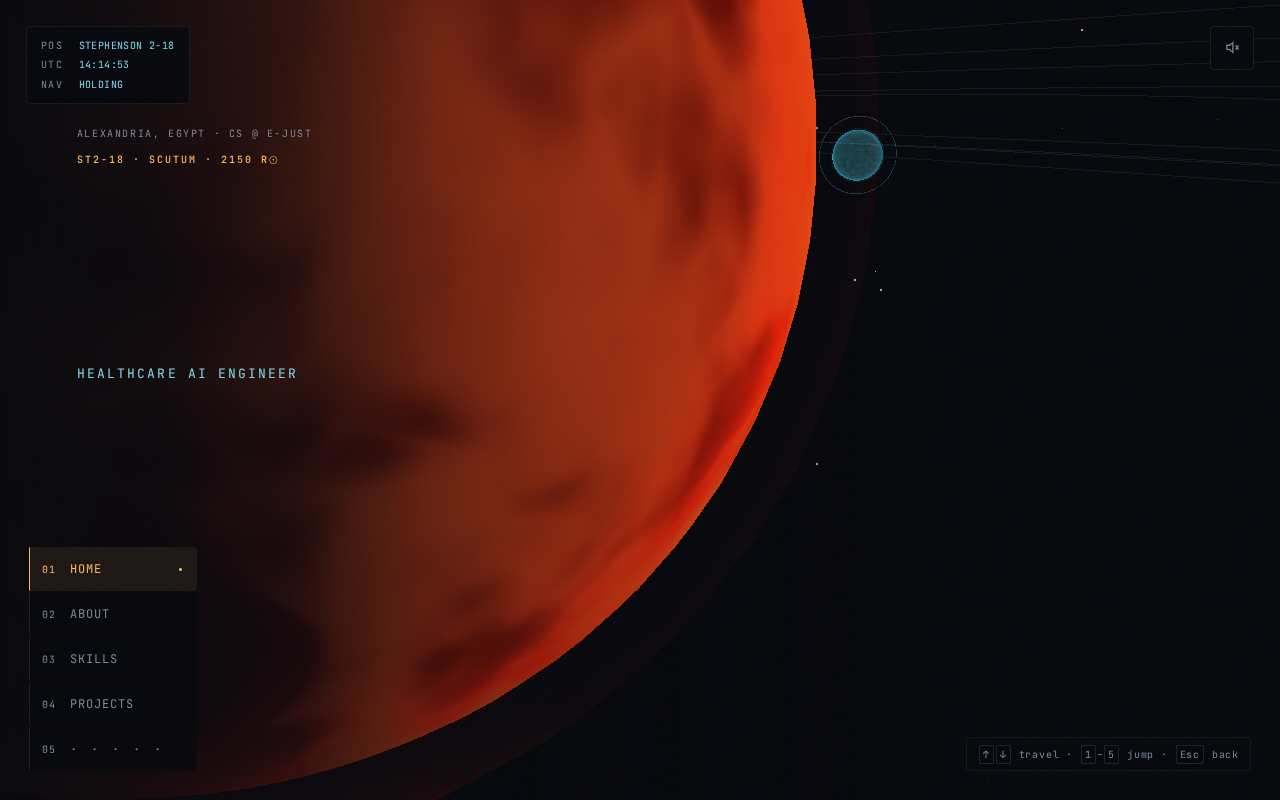 POS STEPHENSON 2-18
UTC 14:14:53
NAV HOLDING
ALEXANDRIA, EGYPT · CS @ E-JUST
ST2-18 · SCUTUM · 2150 R☉
HEALTHCARE AI ENGINEER
01 HOME •
02 ABOUT
03 SKILLS
04 PROJECTS
05 · · · · ·
↑ ↓ travel · 1-5 jump · Esc back